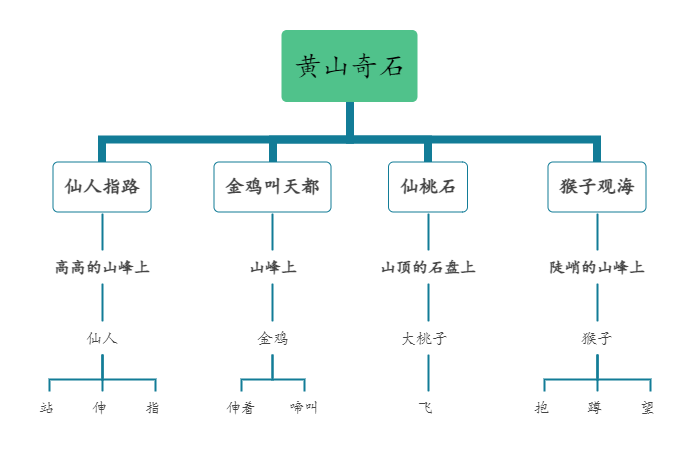 黄山奇石
仙人指路
金鸡叫天都
仙桃石
猴子观海
高高的山峰上
山峰上
山顶的石盘上
陡峭的山峰上
仙人
金鸡
大桃子
猴子
站
伸
指
伸着
啼叫
飞
抱
蹲
望